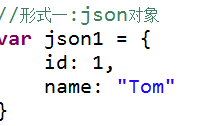 //形式一:json对象
var json1 = {
    id: 1,
    name: "Tom"
}